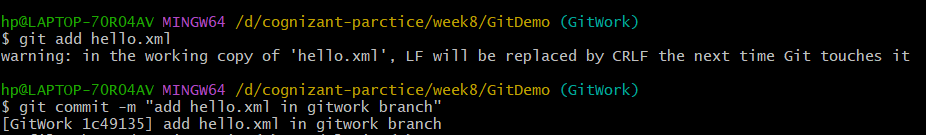 hp@LAPTOP-70RO4AV MINGW64 /d/cognizant-parctice/week8/GitDemo (GitWork)
$ git add hello.xml
warning: in the working copy of 'hello.xml', LF will be replaced by CRLF the next time Git touches it
hp@LAPTOP-70RO4AV MINGW64 /d/cognizant-parctice/week8/GitDemo (GitWork)
$ git commit -m "add hello.xml in gitwork branch"
[GitWork 1c49135] add hello.xml in gitwork branch